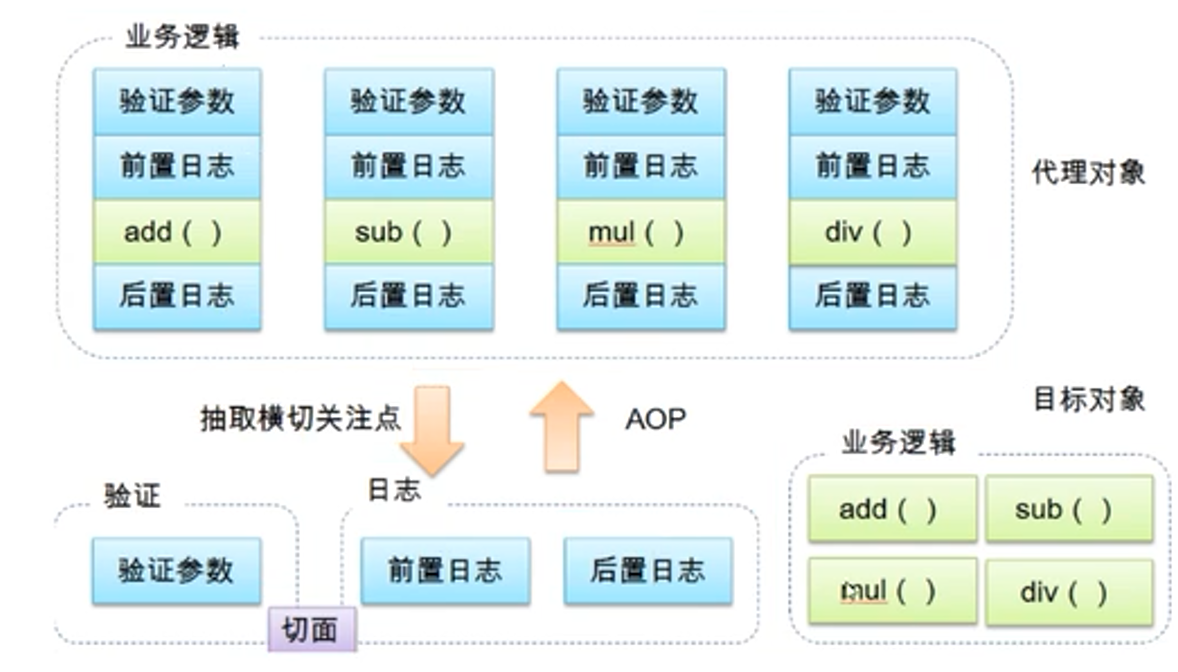 业务逻辑
验证参数 验证参数 验证参数 验证参数
前置日志 前置日志 前置日志 前置日志
代理对象
add ( ) sub ( ) mul ( ) div ( )
后置日志 后置日志 后置日志 后置日志
抽取横切关注点 AOP
目标对象
业务逻辑
验证 日志
add ( ) sub ( )
验证参数 前置日志 后置日志
mul ( ) div ( )
切面